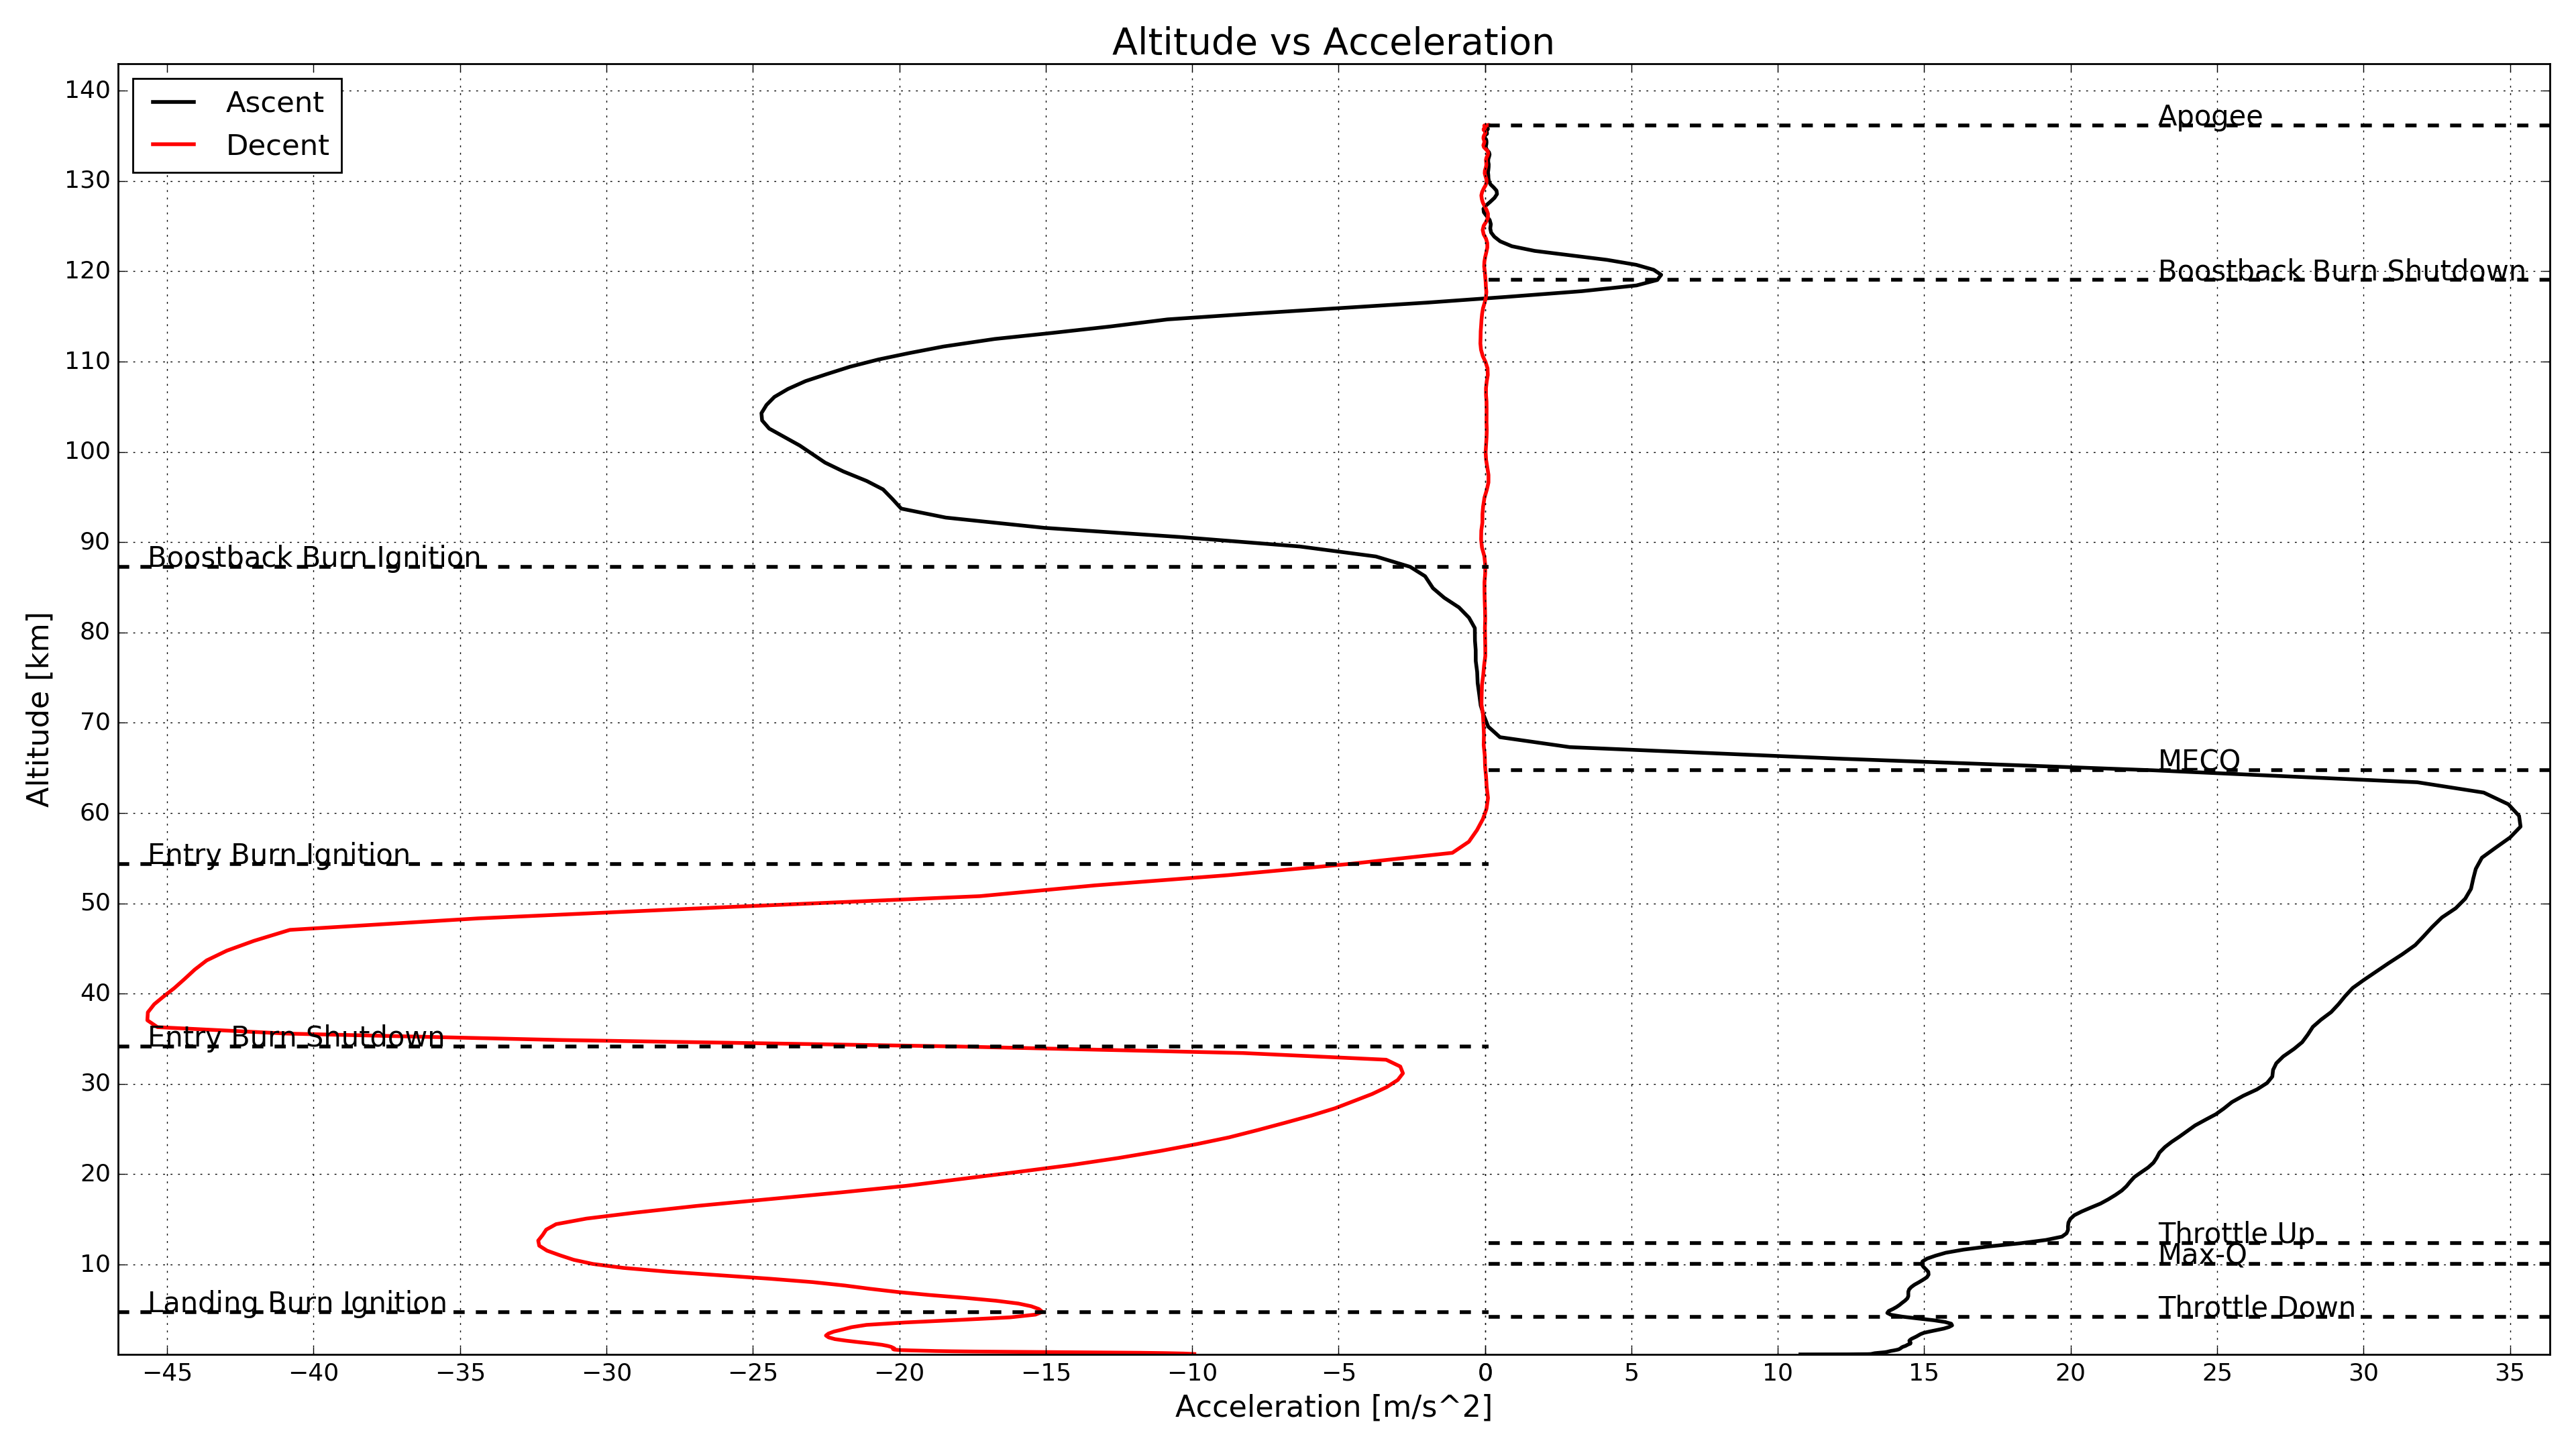 Altitude vs Acceleration
Ascent
Decent
Altitude [km]
140
130
120
110
100
90
80
70
60
50
40
30
20
10
Apogee
Boostback Burn Shutdown
Boostback Burn Ignition
MECO
Entry Burn Ignition
Entry Burn Shutdown
Throttle Up
Max-Q
Landing Burn Ignition
Throttle Down
−45 −40 −35 −30 −25 −20 −15 −10 −5 0 5 10 15 20 25 30 35
Acceleration [m/s^2]